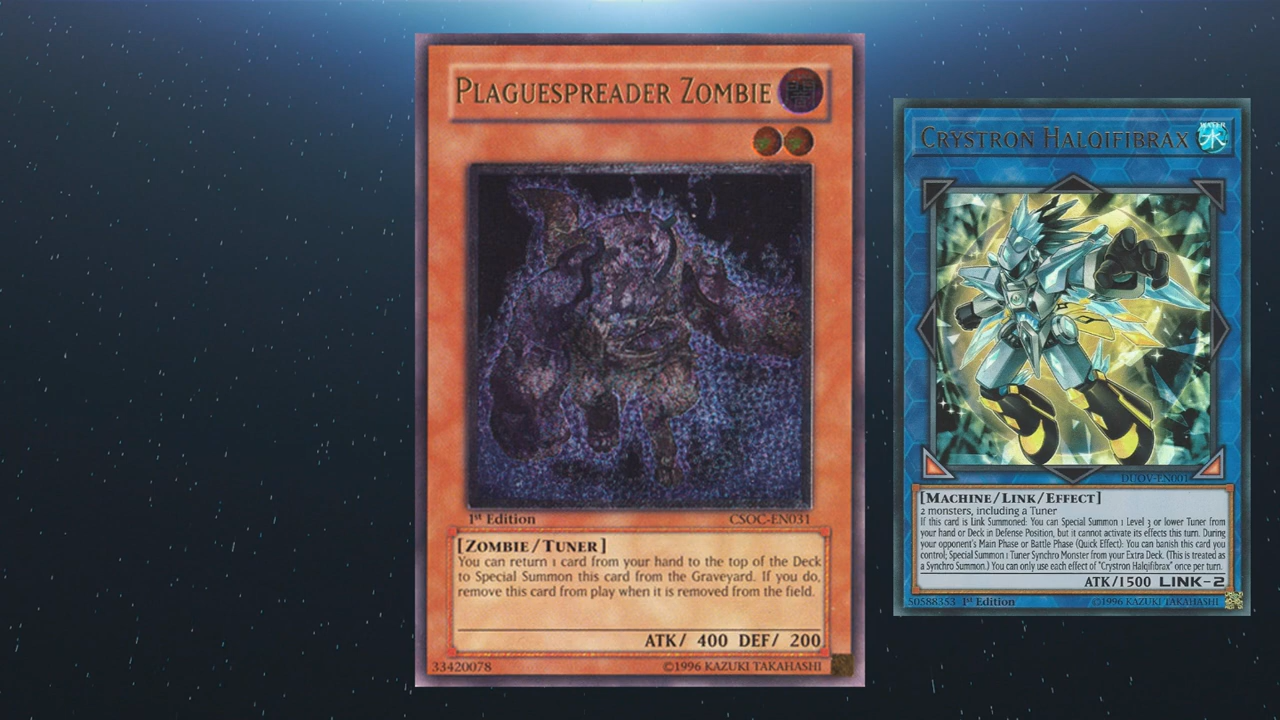 PLAGUESPREADER ZOMBIE 闇
1st Edition CSOC-EN031
[ZOMBIE/TUNER]
You can return 1 card from your hand to the top of the Deck
to Special Summon this card from the Graveyard. If you do,
remove this card from play when it is removed from the field.
ATK/ 400 DEF/ 200
33420078 ©1996 KAZUKI TAKAHASHI
CRYSTRON HALQIFIBRAX WATER 水
DUOV-EN001
[MACHINE/LINK/EFFECT]
2 monsters, including a Tuner
If this card is Link Summoned: You can Special Summon 1 Level 3 or lower Tuner from
your hand or Deck in Defense Position, but it cannot activate its effects this turn. During
your opponent's Main Phase or Battle Phase (Quick Effect): You can banish this card you
control; Special Summon 1 Tuner Synchro Monster from your Extra Deck. (This is treated as
a Synchro Summon.) You can only use each effect of "Crystron Halqifibrax" once per turn.
ATK/1500 LINK-2
50588353 1st Edition ©1996 KAZUKI TAKAHASHI